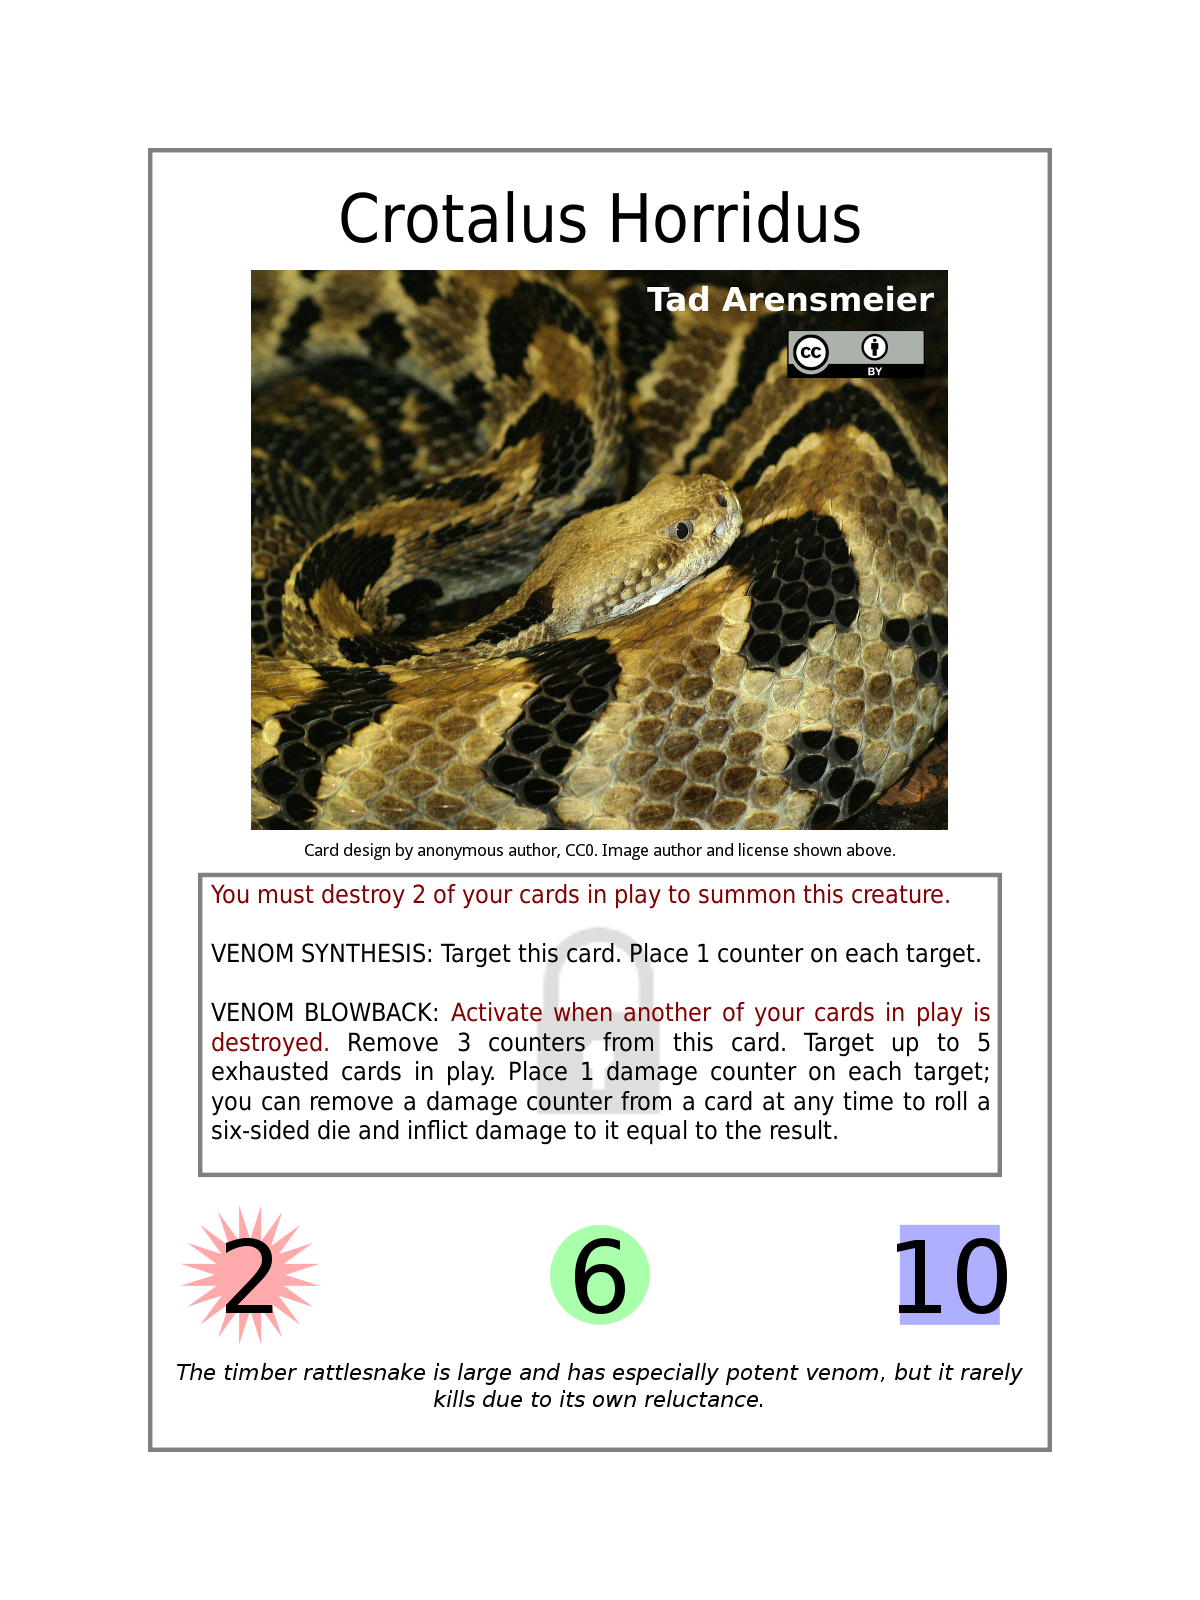 Crotalus Horridus
Tad Arensmeier
cc
BY
Card design by anonymous author, CC0. Image author and license shown above.
You must destroy 2 of your cards in play to summon this creature.
VENOM SYNTHESIS: Target this card. Place 1 counter on each target.
VENOM BLOWBACK: Activate when another of your cards in play is
destroyed. Remove 3 counters from this card. Target up to 5
exhausted cards in play. Place 1 damage counter on each target;
you can remove a damage counter from a card at any time to roll a
six-sided die and inflict damage to it equal to the result.
2
6
10
The timber rattlesnake is large and has especially potent venom, but it rarely
kills due to its own reluctance.